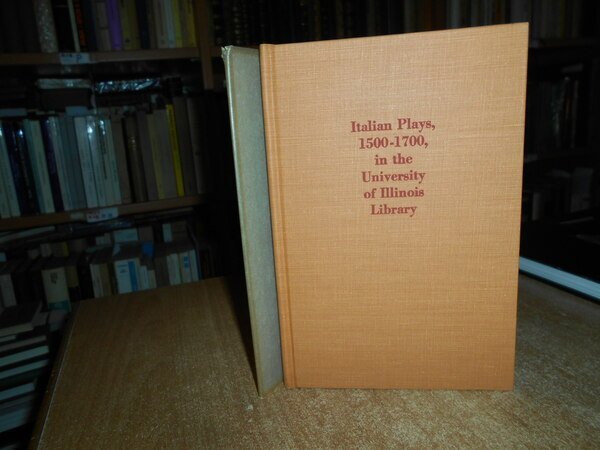 Italian Plays,
1500-1700,
in the
University
of Illinois
Library